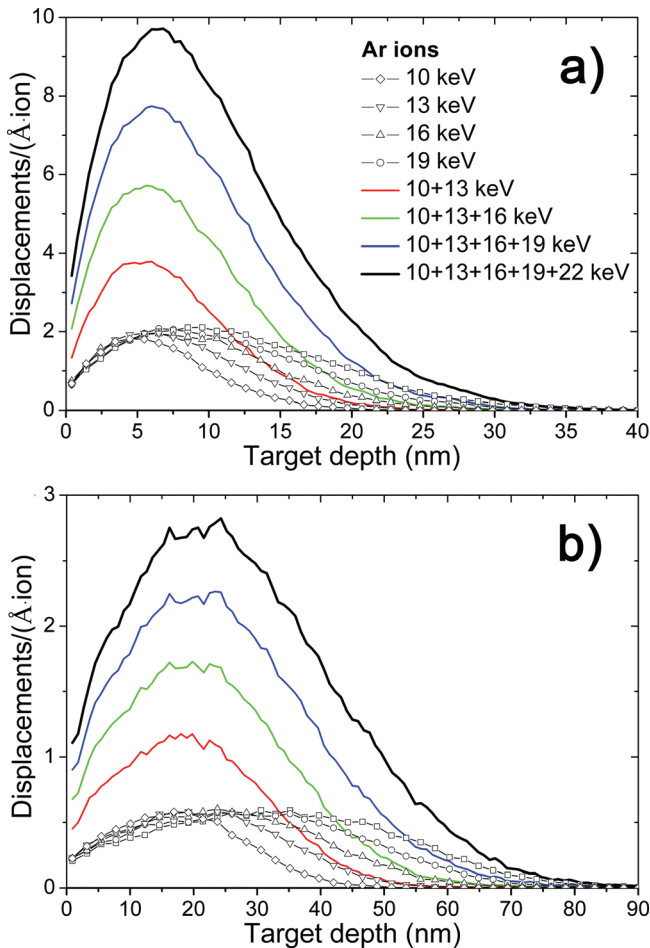 a)
Ar ions
10 keV
13 keV
16 keV
19 keV
10+13 keV
10+13+16 keV
10+13+16+19 keV
10+13+16+19+22 keV
Displacements/(Å·ion)
10
8
6
4
2
0
0 5 10 15 20 25 30 35 40
Target depth (nm)
b)
Displacements/(Å·ion)
3
2
1
0
0 10 20 30 40 50 60 70 80 90
Target depth (nm)